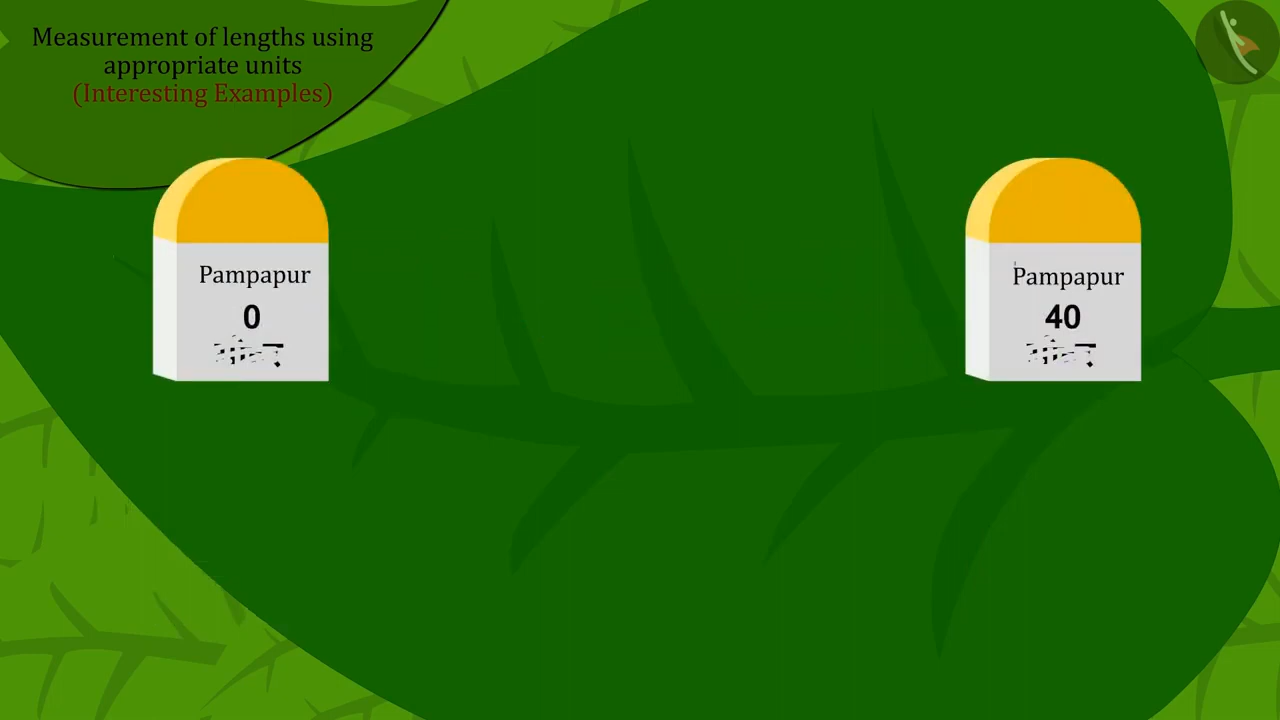 Measurement of lengths using
appropriate units
(Interesting Examples)
Pampapur
0
Pampapur
40